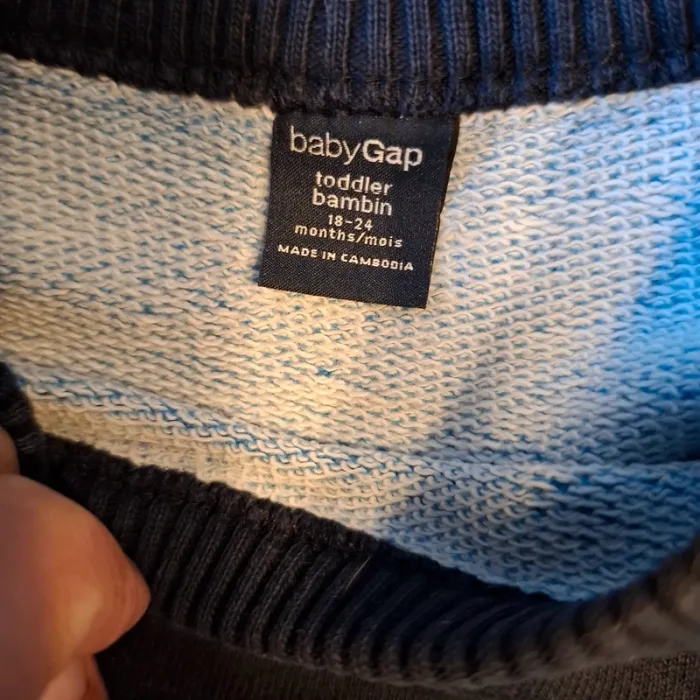 babyGap
toddler
bambin
18-24
months/mois
MADE IN CAMBODIA